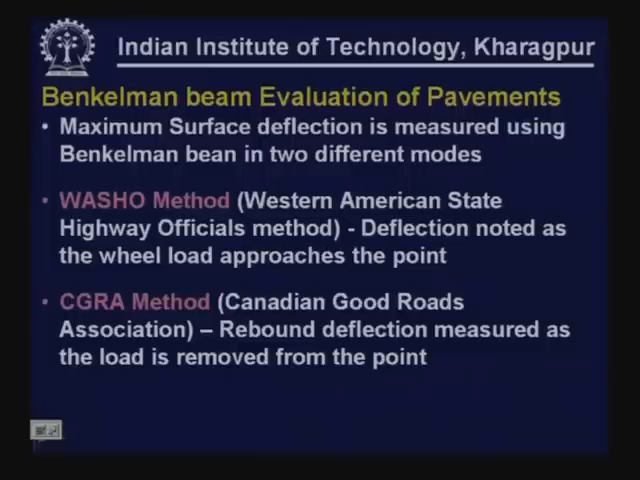 Indian Institute of Technology, Kharagpur
Benkelman beam Evaluation of Pavements
• Maximum Surface deflection is measured using
Benkelman bean in two different modes
• WASHO Method (Western American State
Highway Officials method) - Deflection noted as
the wheel load approaches the point
• CGRA Method (Canadian Good Roads
Association) – Rebound deflection measured as
the load is removed from the point